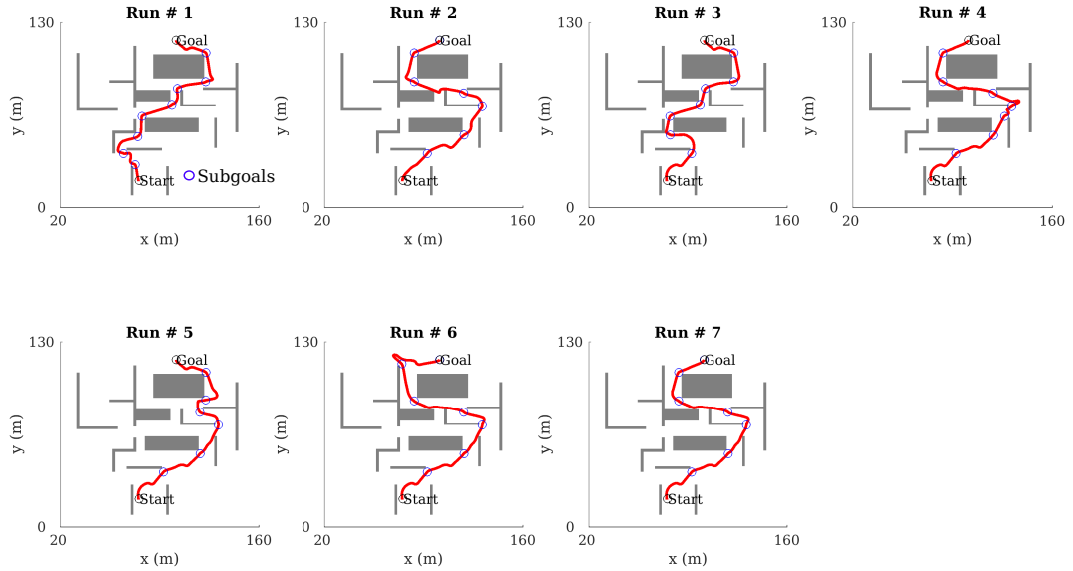 Run # 1
130
Goal
Start
Subgoals
0
20
160
x (m)
y (m)
Run # 2
130
Goal
Start
0
20
160
x (m)
y (m)
Run # 3
130
Goal
Start
0
20
160
x (m)
y (m)
Run # 4
130
Goal
Start
0
20
160
x (m)
y (m)
Run # 5
130
Goal
Start
0
20
160
x (m)
y (m)
Run # 6
130
Goal
Start
0
20
160
x (m)
y (m)
Run # 7
130
Goal
Start
0
20
160
x (m)
y (m)